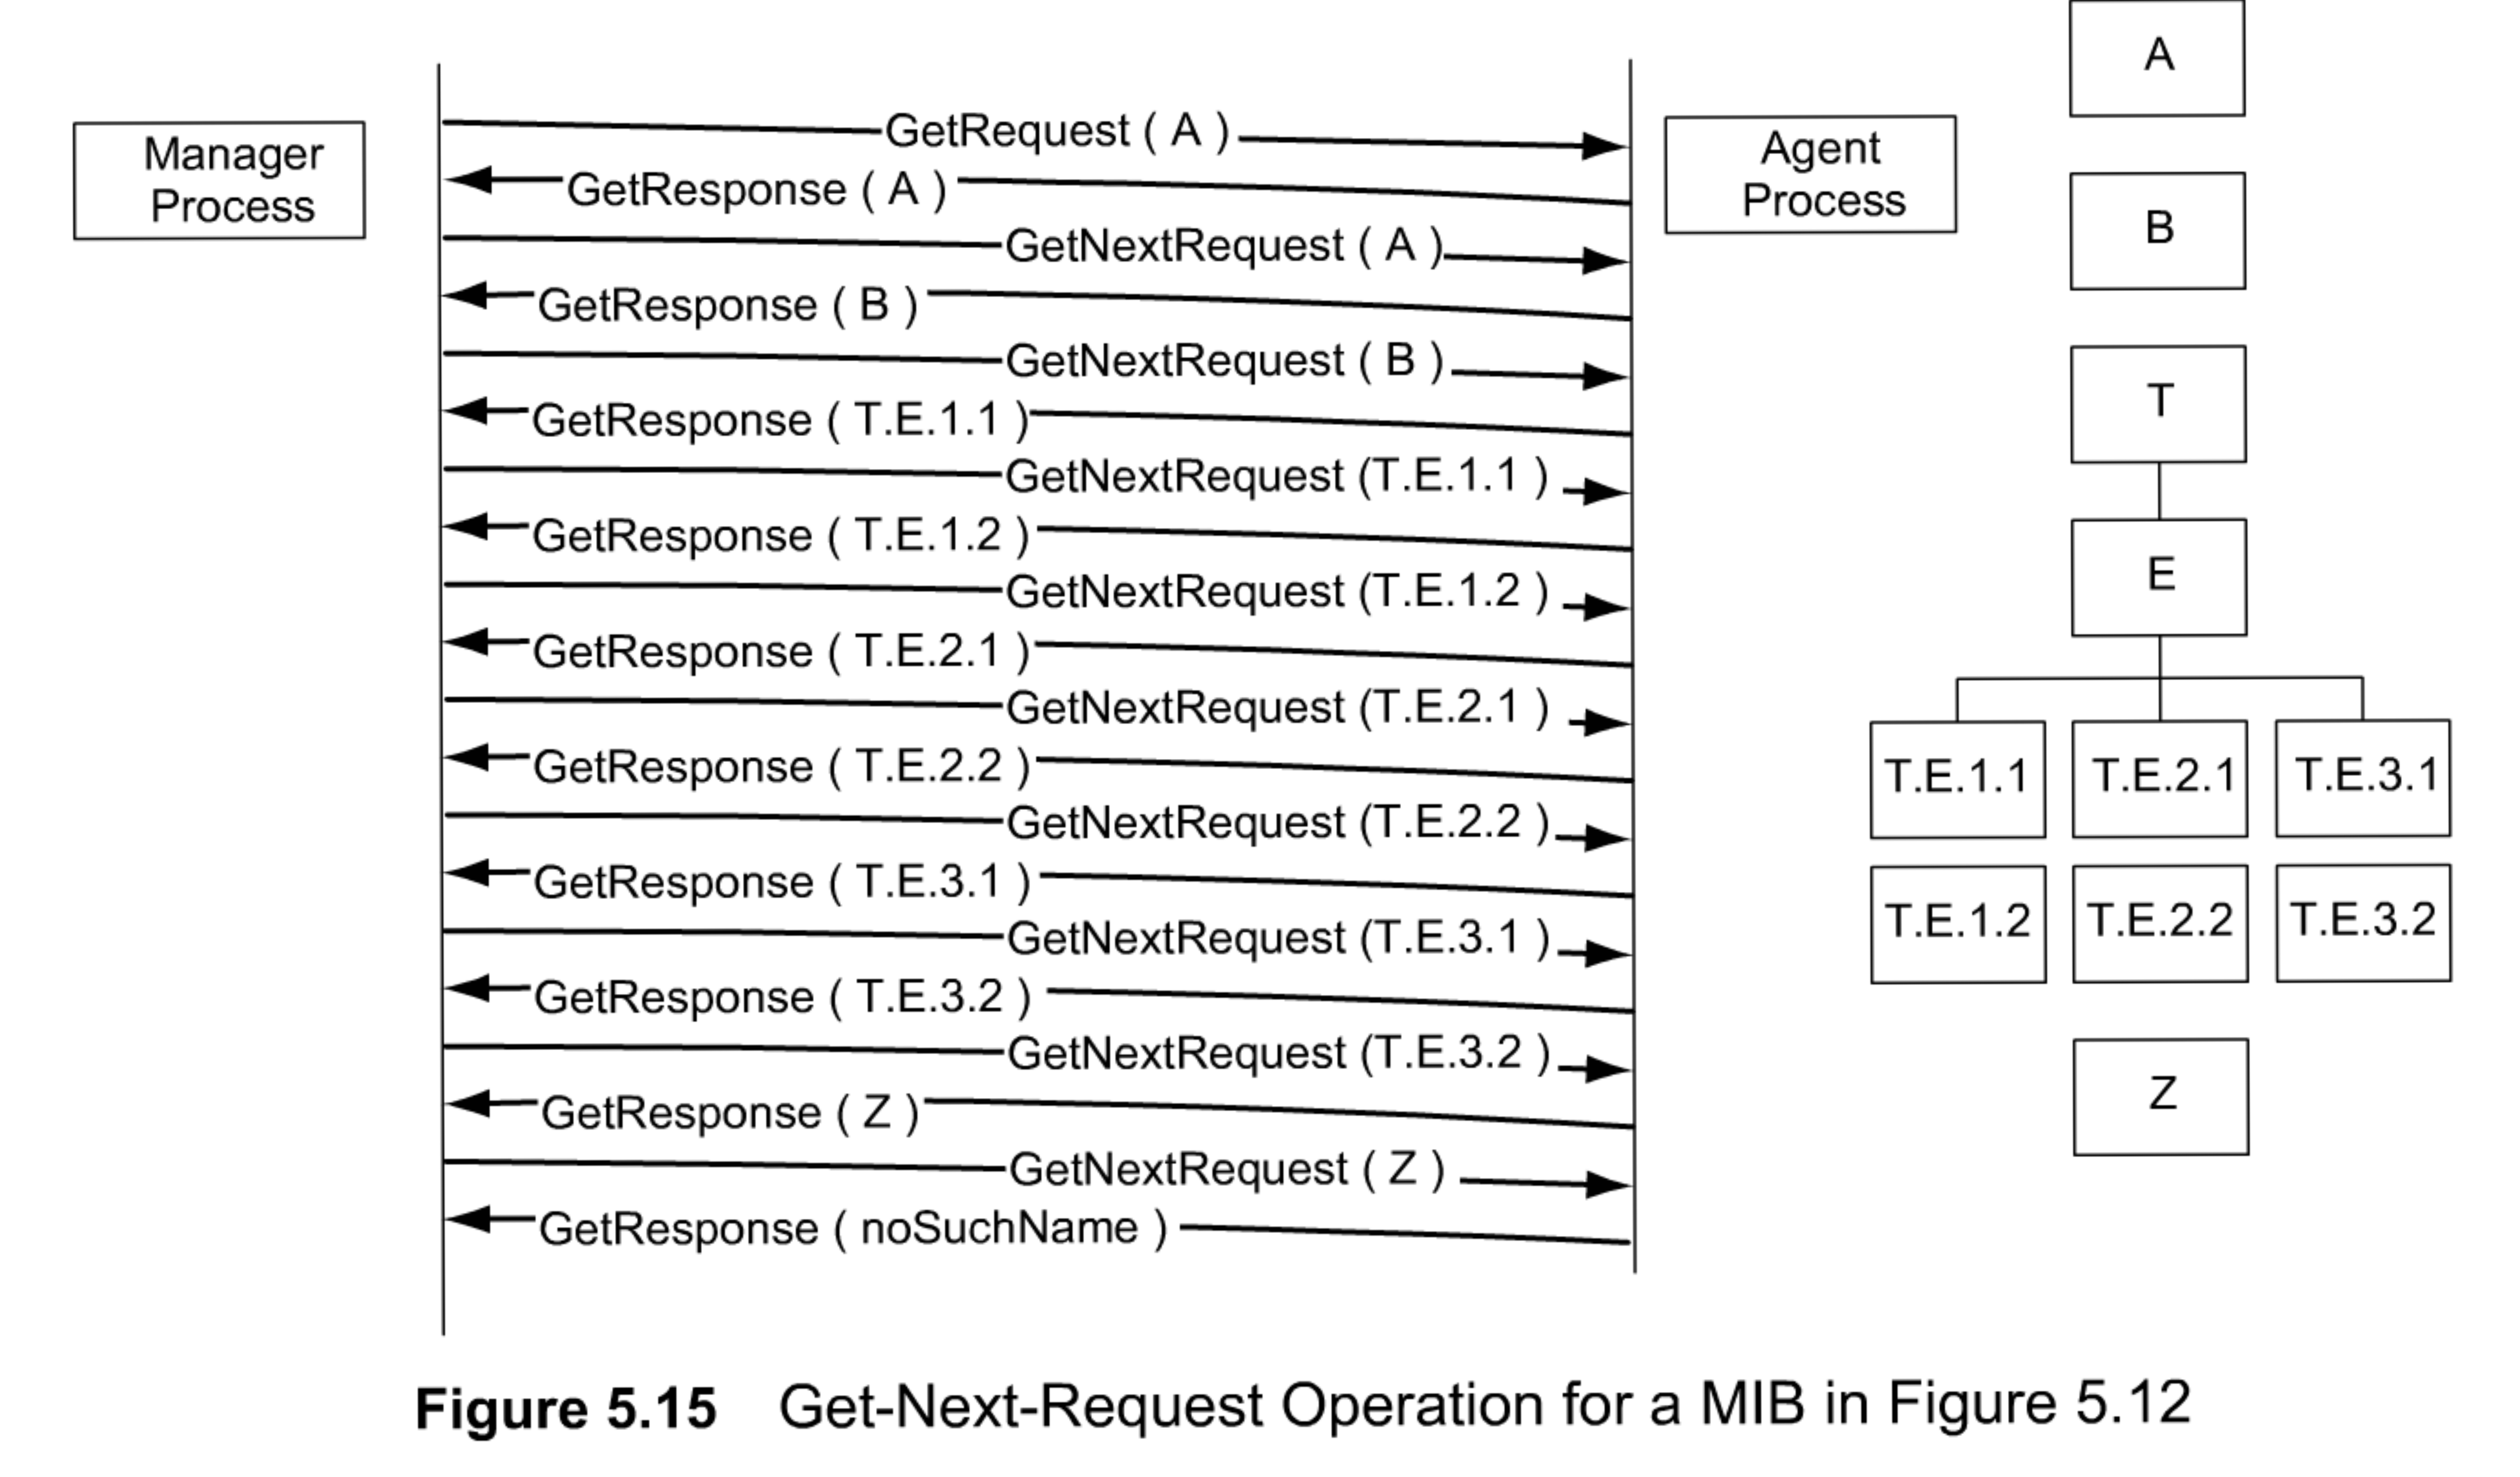 Manager
Process
Agent
Process
GetRequest ( A )
GetResponse ( A )
GetNextRequest ( A )
GetResponse ( B )
GetNextRequest ( B )
GetResponse ( T.E.1.1 )
GetNextRequest (T.E.1.1 )
GetResponse ( T.E.1.2 )
GetNextRequest (T.E.1.2 )
GetResponse ( T.E.2.1 )
GetNextRequest (T.E.2.1 )
GetResponse ( T.E.2.2 )
GetNextRequest (T.E.2.2 )
GetResponse ( T.E.3.1 )
GetNextRequest (T.E.3.1 )
GetResponse ( T.E.3.2 )
GetNextRequest (T.E.3.2 )
GetResponse ( Z )
GetNextRequest ( Z )
GetResponse ( noSuchName )
A
B
T
E
T.E.1.1 T.E.2.1 T.E.3.1
T.E.1.2 T.E.2.2 T.E.3.2
Z
Figure 5.15 Get-Next-Request Operation for a MIB in Figure 5.12